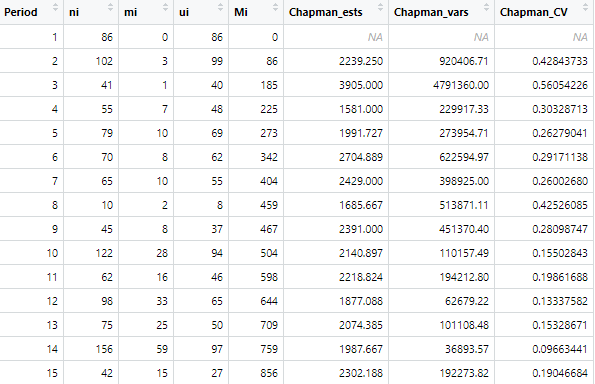 Period ni mi ui Mi Chapman_ests Chapman_vars Chapman_CV
1 86 0 86 0 NA NA NA
2 102 3 99 86 2239.250 920406.71 0.42843733
3 41 1 40 185 3905.000 4791360.00 0.56054226
4 55 7 48 225 1581.000 229917.33 0.30328713
5 79 10 69 273 1991.727 273954.71 0.26279041
6 70 8 62 342 2704.889 622594.97 0.29171138
7 65 10 55 404 2429.000 398925.00 0.26002680
8 10 2 8 459 1685.667 513871.11 0.42526085
9 45 8 37 467 2391.000 451370.40 0.28098747
10 122 28 94 504 2140.897 110157.49 0.15502843
11 62 16 46 598 2218.824 194212.80 0.19861688
12 98 33 65 644 1877.088 62679.22 0.13337582
13 75 25 50 709 2074.385 101108.48 0.15328671
14 156 59 97 759 1987.667 36893.57 0.09663441
15 42 15 27 856 2302.188 192273.82 0.19046684